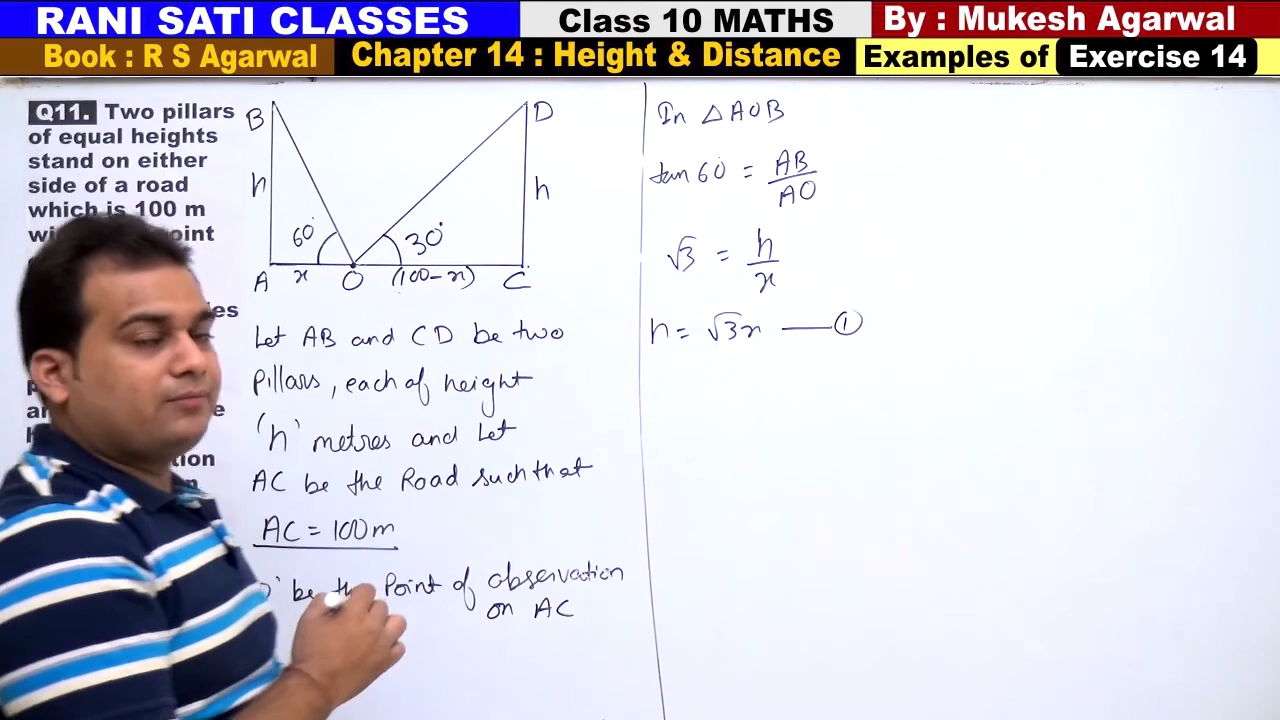 RANI SATI CLASSES
Class 10 MATHS
By : Mukesh Agarwal
Book : R S Agarwal
Chapter 14 : Height & Distance
Examples of Exercise 14
Q11. Two pillars
of equal heights
stand on either
side of a road
which is 100 m
B
D
h
h
60°
30°
A
x
O
(100-x)
C
Let AB and CD be two
Pillars, each of height
'h' metres and Let
AC be the Road such that
AC = 100m
be the Point of observation
on AC
In △AOB
tan 60° = AB/AO
√3 = h/x
h = √3x —— ①